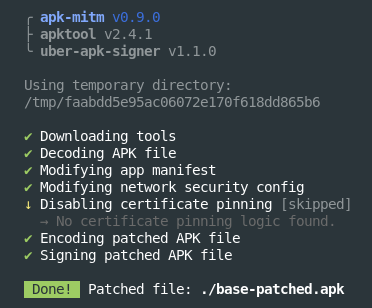 ╭ apk-mitm v0.9.0
├ apktool v2.4.1
╰ uber-apk-signer v1.1.0
Using temporary directory:
/tmp/faabdd5e95ac06072e170f618dd865b6
✔ Downloading tools
✔ Decoding APK file
✔ Modifying app manifest
✔ Modifying network security config
↓ Disabling certificate pinning [skipped]
→ No certificate pinning logic found.
✔ Encoding patched APK file
✔ Signing patched APK file
Done! Patched file: ./base-patched.apk